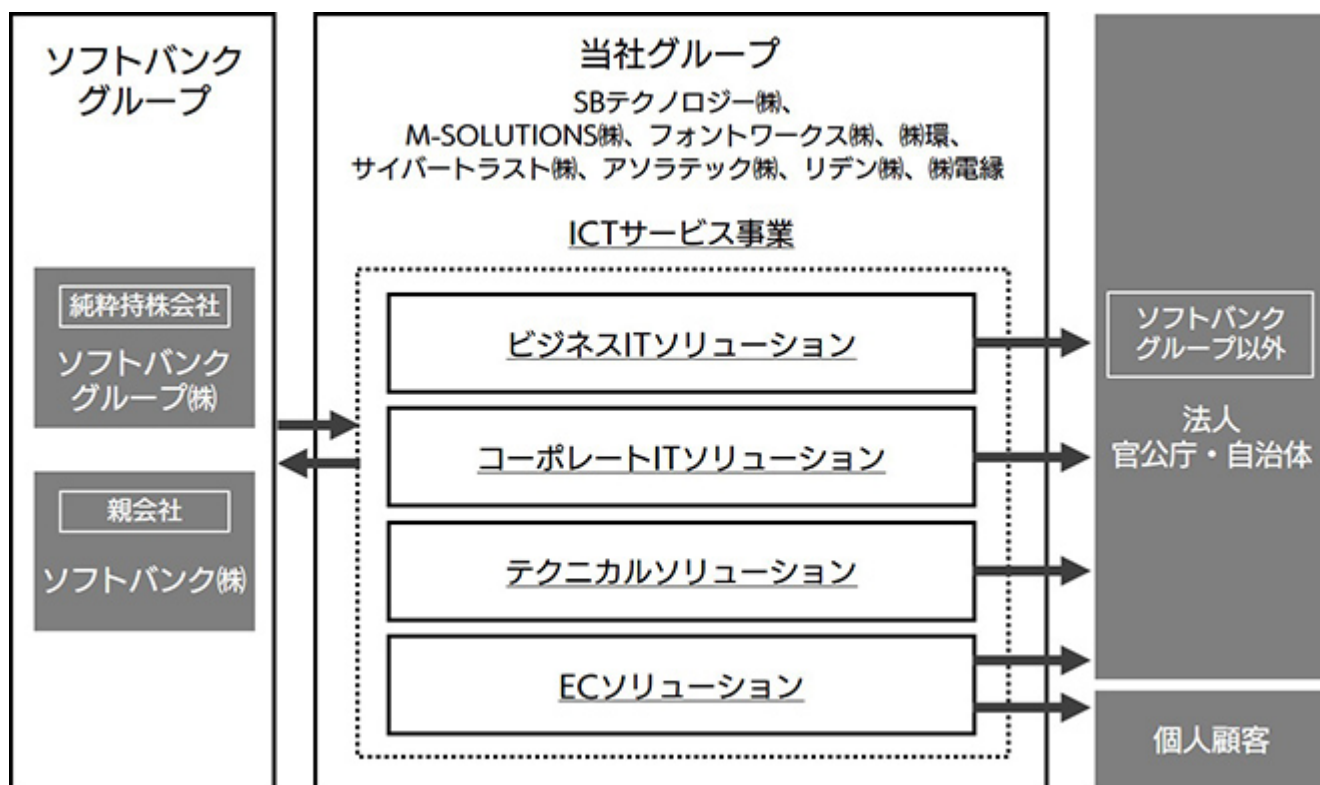 ソフトバンク
グループ
純粋持株会社
ソフトバンク
グループ㈱
親会社
ソフトバンク㈱
当社グループ
SBテクノロジー㈱、
M-SOLUTIONS㈱、フォントワークス㈱、㈱環、
サイバートラスト㈱、アソラテック㈱、リデン㈱、㈱電縁
ICTサービス事業
ビジネスITソリューション
コーポレートITソリューション
テクニカルソリューション
ECソリューション
ソフトバンク
グループ以外
法人
官公庁・自治体
個人顧客